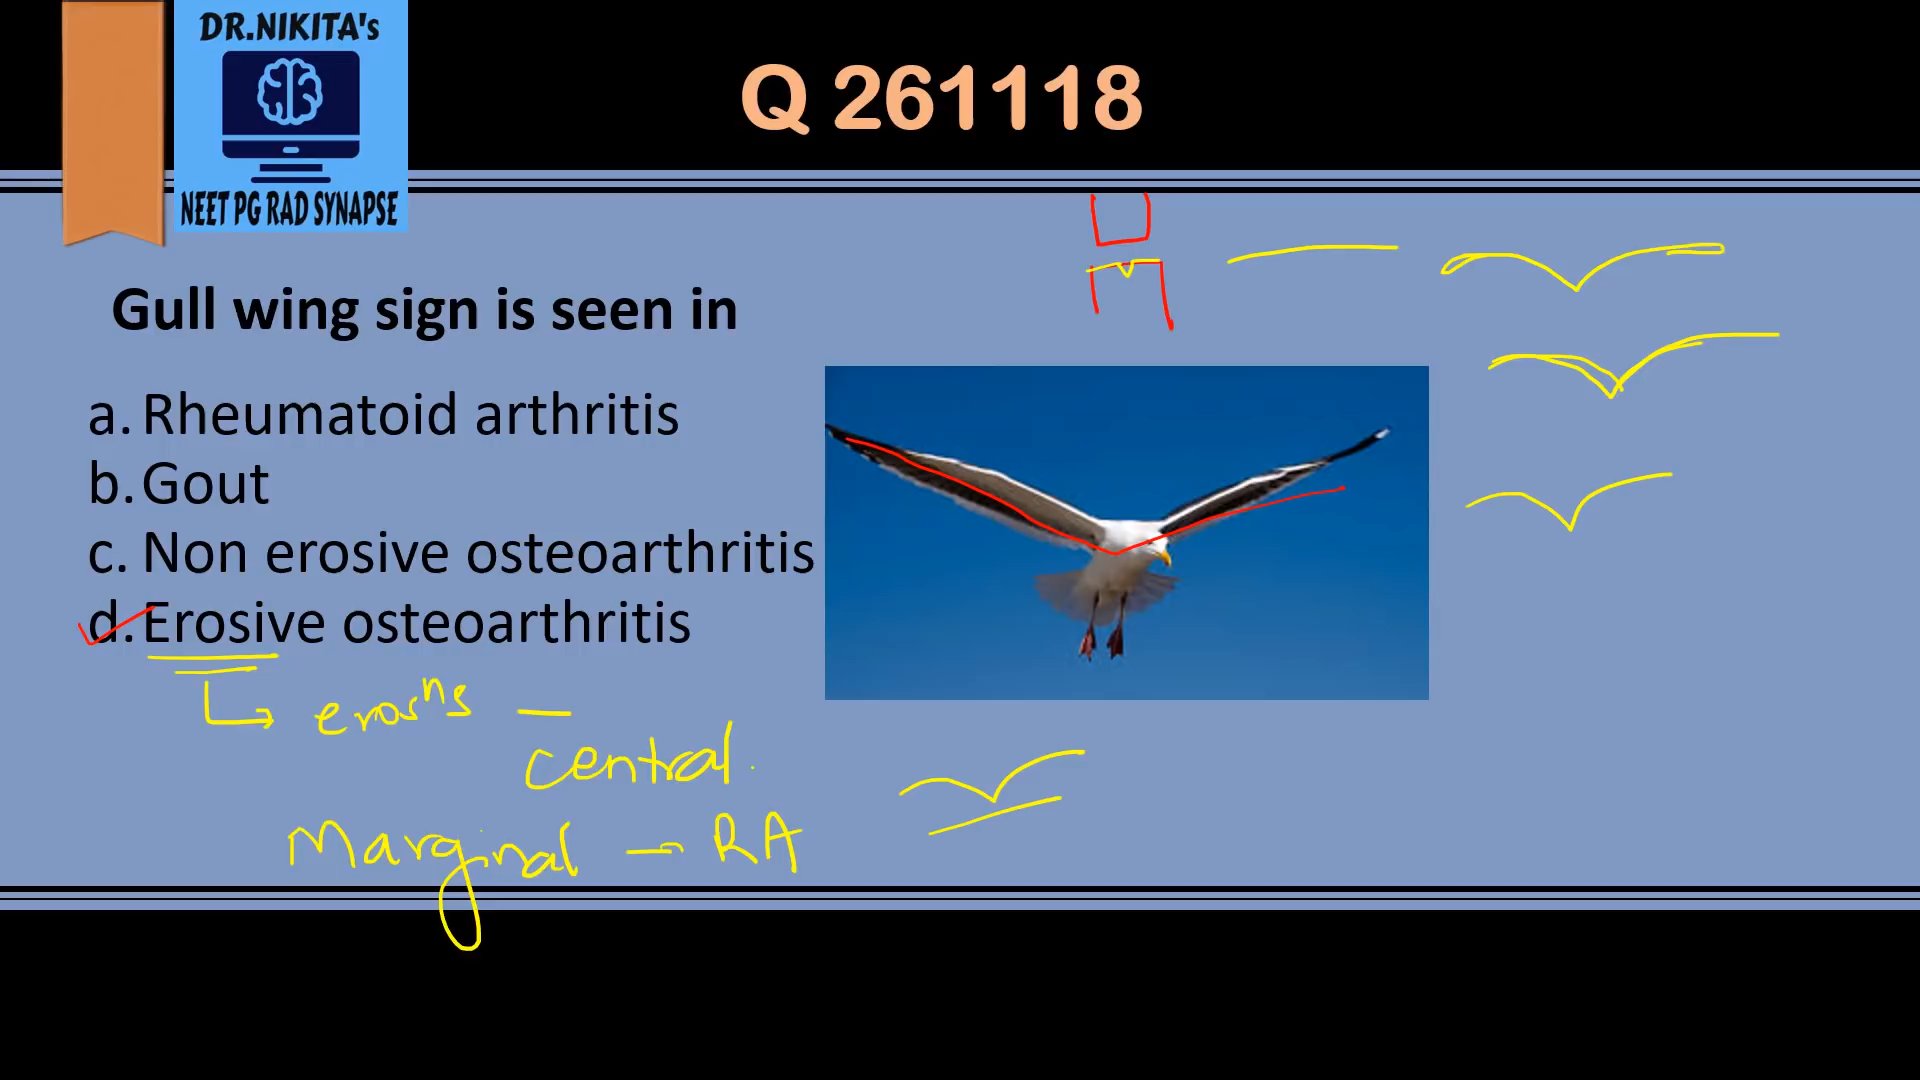 DR.NIKITA's
NEET PG RAD SYNAPSE
Q 261118
Gull wing sign is seen in
a. Rheumatoid arthritis
b. Gout
c. Non erosive osteoarthritis
d. Erosive osteoarthritis
erosns –
central.
Marginal – RA